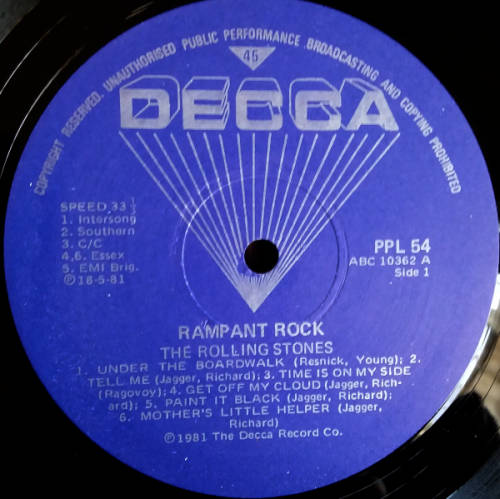 COPYRIGHT RESERVED. UNAUTHORISED PUBLIC PERFORMANCE BROADCASTING AND COPYING PROHIBITED
45
DECCA
SPEED 33 1/3
1. Intersong
2. Southern
3. C/C
4,6. Essex
5. EMI Brig.
℗18-5-81
PPL 54
ABC 10362 A
Side 1
RAMPANT ROCK
THE ROLLING STONES
1. UNDER THE BOARDWALK (Resnick, Young); 2.
TELL ME (Jagger, Richard); 3. TIME IS ON MY SIDE
(Ragovoy); 4. GET OFF MY CLOUD (Jagger, Rich-
ard); 5. PAINT IT BLACK (Jagger, Richard);
6. MOTHER'S LITTLE HELPER (Jagger,
Richard)
℗1981 The Decca Record Co.